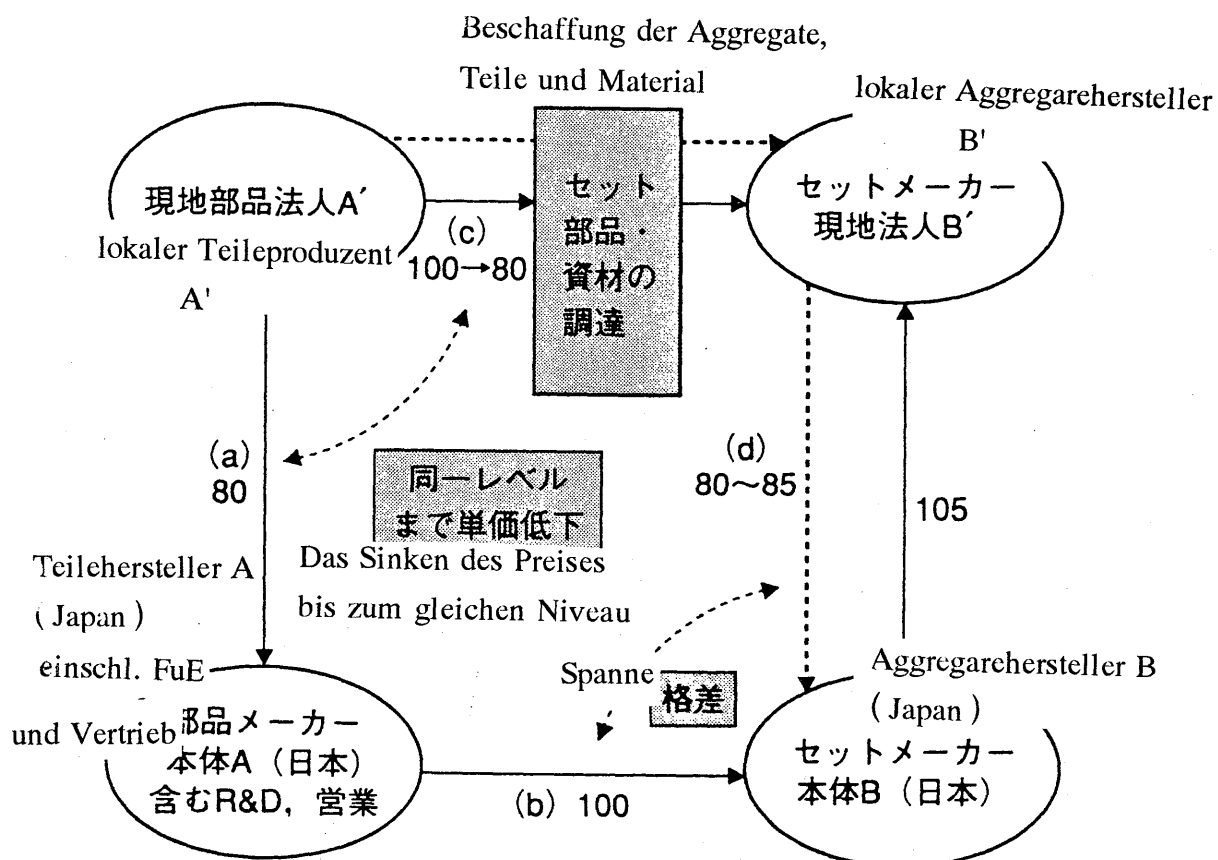 Beschaffung der Aggregate,
Teile und Material
lokaler Aggregarehersteller
B'
現地部品法人A′
lokaler Teileproduzent
A'
(c)
100→80
セット
部品・
資材の
調達
セットメーカー
現地法人B′
(a)
80
同一レベル
まで単価低下
Das Sinken des Preises
bis zum gleichen Niveau
(d)
80～85
105
Teilehersteller A
(Japan)
einschl. FuE
und Vertrieb
部品メーカー
本体A（日本）
含むR&D，営業
Spanne
格差
(b) 100
Aggregarehersteller B
(Japan)
セットメーカー
本体B（日本）